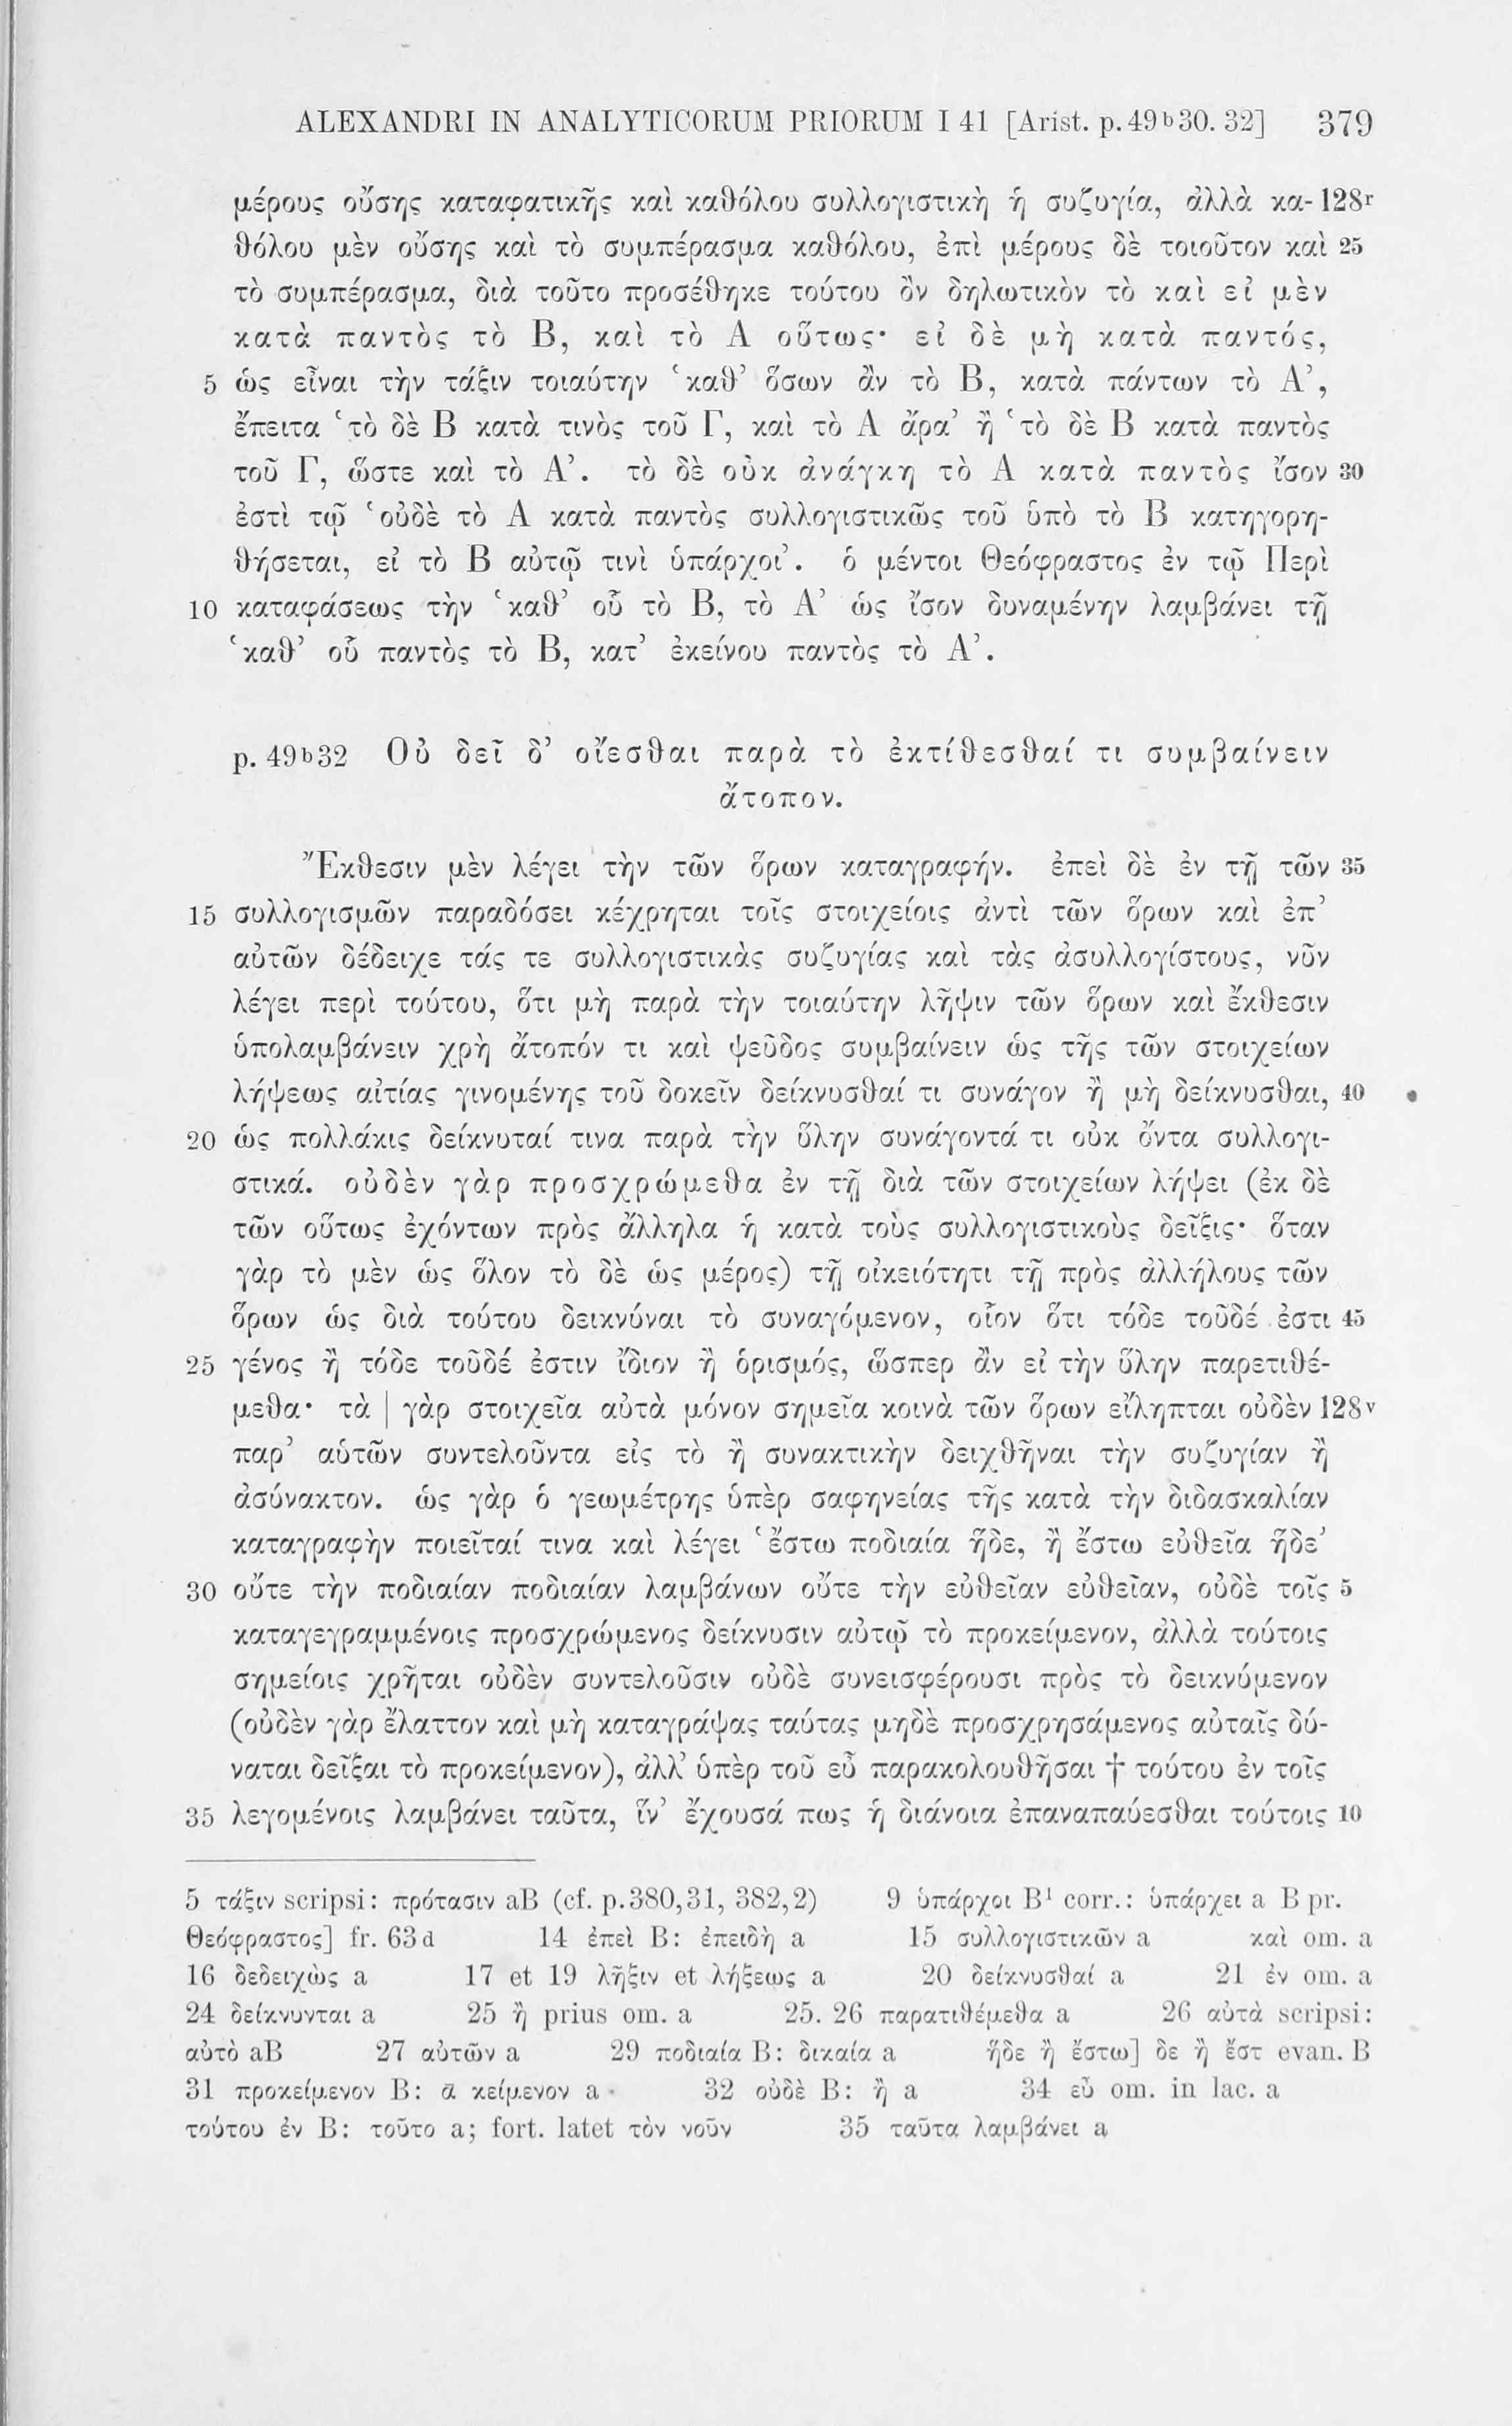 ALEXANDRI IN ANALYTICORUM PRIORUM I 41 [Arist. p. 49b30. 32] 379
μέρους οὔσης καταφατικῆς καὶ καθόλου συλλογιστικὴ ἡ συζυγία, ἀλλὰ κα- 128r
θόλου μὲν οὔσης καὶ τὸ συμπέρασμα καθόλου, ἐπὶ μέρους δὲ τοιοῦτον καὶ 25
τὸ συμπέρασμα, διὰ τοῦτο προσέθηκε τούτου ὂν δηλωτικὸν τὸ καὶ εἰ μὲν
κατὰ παντὸς τὸ Β, καὶ τὸ Α οὕτως· εἰ δὲ μὴ κατὰ παντός,
5 ὡς εἶναι τὴν τάξιν τοιαύτην ‘καθ’ ὅσων ἂν τὸ Β, κατὰ πάντων τὸ Α’,
ἔπειτα ‘τὸ δὲ Β κατὰ τινὸς τοῦ Γ, καὶ τὸ Α ἄρα’ ἢ ‘τὸ δὲ Β κατὰ παντὸς
τοῦ Γ, ὥστε καὶ τὸ Α’. τὸ δὲ οὐκ ἀνάγκη τὸ Α κατὰ παντὸς ἴσον 30
ἐστὶ τῷ ‘οὐδὲ τὸ Α κατὰ παντὸς συλλογιστικῶς τοῦ ὑπὸ τὸ Β κατηγορη-
θήσεται, εἰ τὸ Β αὐτῷ τινὶ ὑπάρχοι’. ὁ μέντοι Θεόφραστος ἐν τῷ Περὶ
10 καταφάσεως τὴν ‘καθ’ οὗ τὸ Β, τὸ Α’ ὡς ἴσον δυναμένην λαμβάνει τῇ
‘καθ’ οὗ παντὸς τὸ Β, κατ’ ἐκείνου παντὸς τὸ Α’.
p. 49b32 Οὐ δεῖ δ’ οἴεσθαι παρὰ τὸ ἐκτίθεσθαί τι συμβαίνειν
ἄτοπον.
Ἔκθεσιν μὲν λέγει τὴν τῶν ὅρων καταγραφήν. ἐπεὶ δὲ ἐν τῇ τῶν 35
15 συλλογισμῶν παραδόσει κέχρηται τοῖς στοιχείοις ἀντὶ τῶν ὅρων καὶ ἐπ’
αὐτῶν δέδειχε τάς τε συλλογιστικὰς συζυγίας καὶ τὰς ἀσυλλογίστους, νῦν
λέγει περὶ τούτου, ὅτι μὴ παρὰ τὴν τοιαύτην λῆψιν τῶν ὅρων καὶ ἔκθεσιν
ὑπολαμβάνειν χρὴ ἄτοπόν τι καὶ ψεῦδος συμβαίνειν ὡς τῆς τῶν στοιχείων
λήψεως αἰτίας γινομένης τοῦ δοκεῖν δείκνυσθαί τι συνάγον ἢ μὴ δείκνυσθαι, 40
20 ὡς πολλάκις δείκνυταί τινα παρὰ τὴν ὕλην συνάγοντά τι οὐκ ὄντα συλλογι-
στικά. οὐδὲν γὰρ προσχρώμεθα ἐν τῇ διὰ τῶν στοιχείων λήψει (ἐκ δὲ
τῶν οὕτως ἐχόντων πρὸς ἄλληλα ἡ κατὰ τοὺς συλλογιστικοὺς δεῖξις· ὅταν
γὰρ τὸ μὲν ὡς ὅλον τὸ δὲ ὡς μέρος) τῇ οἰκειότητι τῇ πρὸς ἀλλήλους τῶν
ὅρων ὡς διὰ τούτου δεικνύναι τὸ συναγόμενον, οἷον ὅτι τόδε τοῦδέ ἐστι 45
25 γένος ἢ τόδε τοῦδέ ἐστιν ἴδιον ἢ ὁρισμός, ὥσπερ ἂν εἰ τὴν ὕλην παρετιθέ-
μεθα· τὰ | γὰρ στοιχεῖα αὐτὰ μόνον σημεῖα κοινὰ τῶν ὅρων εἴληπται οὐδὲν 128v
παρ’ αὑτῶν συντελοῦντα εἰς τὸ ἢ συνακτικὴν δειχθῆναι τὴν συζυγίαν ἢ
ἀσύνακτον. ὡς γὰρ ὁ γεωμέτρης ὑπὲρ σαφηνείας τῆς κατὰ τὴν διδασκαλίαν
καταγραφὴν ποιεῖταί τινα καὶ λέγει ‘ἔστω ποδιαία ἥδε, ἢ ἔστω εὐθεῖα ἥδε’
30 οὔτε τὴν ποδιαίαν ποδιαίαν λαμβάνων οὔτε τὴν εὐθεῖαν εὐθεῖαν, οὐδὲ τοῖς 5
καταγεγραμμένοις προσχρώμενος δείκνυσιν αὐτῷ τὸ προκείμενον, ἀλλὰ τούτοις
σημείοις χρῆται οὐδὲν συντελοῦσιν οὐδὲ συνεισφέρουσι πρὸς τὸ δεικνύμενον
(οὐδὲν γὰρ ἔλαττον καὶ μὴ καταγράψας ταύτας μηδὲ προσχρησάμενος αὐταῖς δύ-
ναται δεῖξαι τὸ προκείμενον), ἀλλ’ ὑπὲρ τοῦ εὖ παρακολουθῆσαι † τούτου ἐν τοῖς
35 λεγομένοις λαμβάνει ταῦτα, ἵν’ ἔχουσά πως ἡ διάνοια ἐπαναπαύεσθαι τούτοις 10
5 τάξιν scripsi: πρότασιν aB (cf. p. 380,31, 382,2) 9 ὑπάρχοι B1 corr.: ὑπάρχει a B pr.
Θεόφραστος] fr. 63d 14 ἐπεὶ B: ἐπειδὴ a 15 συλλογιστικῶν a καὶ om. a
16 δεδειχὼς a 17 et 19 λῆξιν et λήξεως a 20 δείκνυσθαί a 21 ἐν om. a
24 δείκνυνται a 25 ἢ prius om. a 25. 26 παρατιθέμεθα a 26 αὐτὰ scripsi:
αὐτὸ aB 27 αὐτῶν a 29 ποδιαία B: δικαία a ἥδε ἢ ἔστω] δε ἢ ἔστ evan. B
31 προκείμενον B: ᾱ κείμενον a 32 οὐδὲ B: ἢ a 34 εὖ om. in lac. a
τούτου ἐν B: τοῦτο a; fort. latet τὸν νοῦν 35 ταῦτα λαμβάνει a